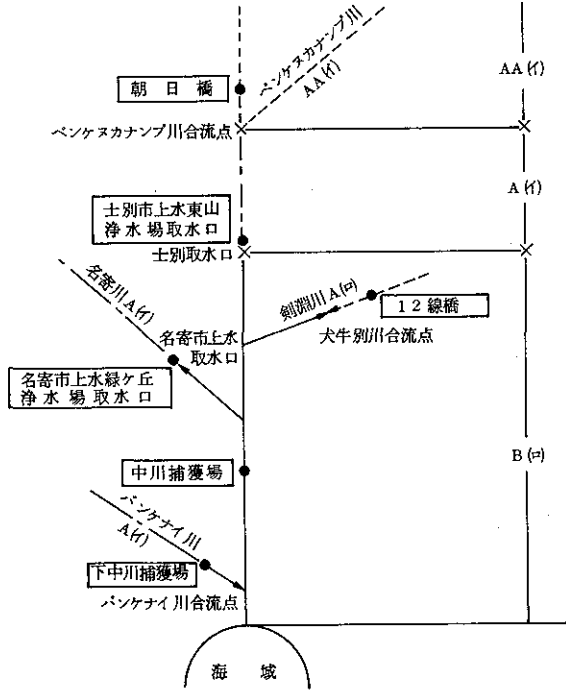 ペンケヌカナンプ川
AA(イ)
AA(イ)
朝日橋
ペンケヌカナンプ川合流点
A(イ)
士別市上水東山
浄水場取水口
士別取水口
名寄川A(イ)
剣淵川A(ロ)
12線橋
犬牛別川合流点
名寄市上水
取水口
名寄市上水緑ケ丘
浄水場取水口
B(ロ)
中川捕獲場
パンケナイ川
A(イ)
下中川捕獲場
パンケナイ川合流点
海域